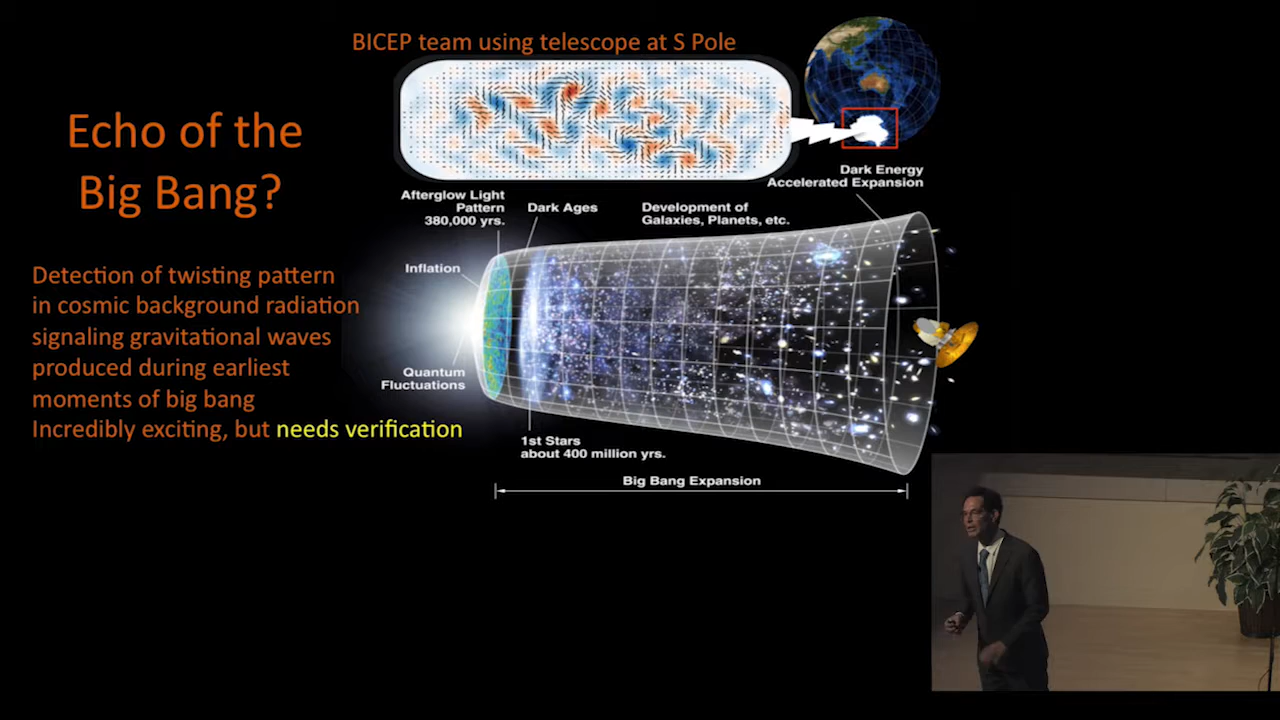 BICEP team using telescope at S Pole
Echo of the
Big Bang?
Detection of twisting pattern
in cosmic background radiation
signaling gravitational waves
produced during earliest
moments of big bang
Incredibly exciting, but needs verification
Dark Energy
Accelerated Expansion
Afterglow Light
Pattern
380,000 yrs.
Dark Ages
Development of
Galaxies, Planets, etc.
Inflation
Quantum
Fluctuations
1st Stars
about 400 million yrs.
Big Bang Expansion